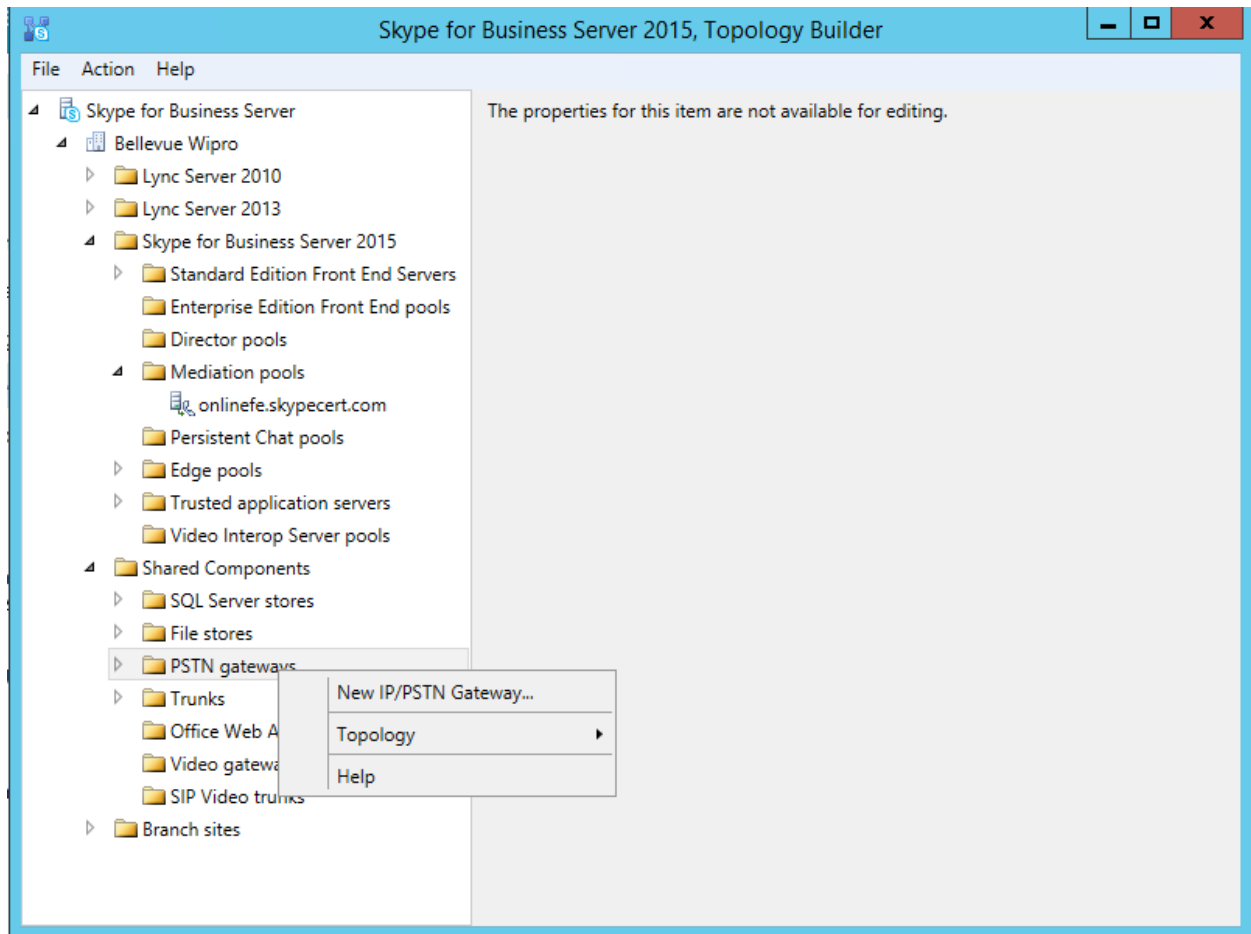 Skype for Business Server 2015, Topology Builder
File Action Help
Skype for Business Server
The properties for this item are not available for editing.
Bellevue Wipro
Lync Server 2010
Lync Server 2013
Skype for Business Server 2015
Standard Edition Front End Servers
Enterprise Edition Front End pools
Director pools
Mediation pools
onlinefe.skypecert.com
Persistent Chat pools
Edge pools
Trusted application servers
Video Interop Server pools
Shared Components
SQL Server stores
File stores
PSTN gateways
New IP/PSTN Gateway...
Trunks
Office Web A
Topology
Video gatewa
Help
SIP Video trunks
Branch sites